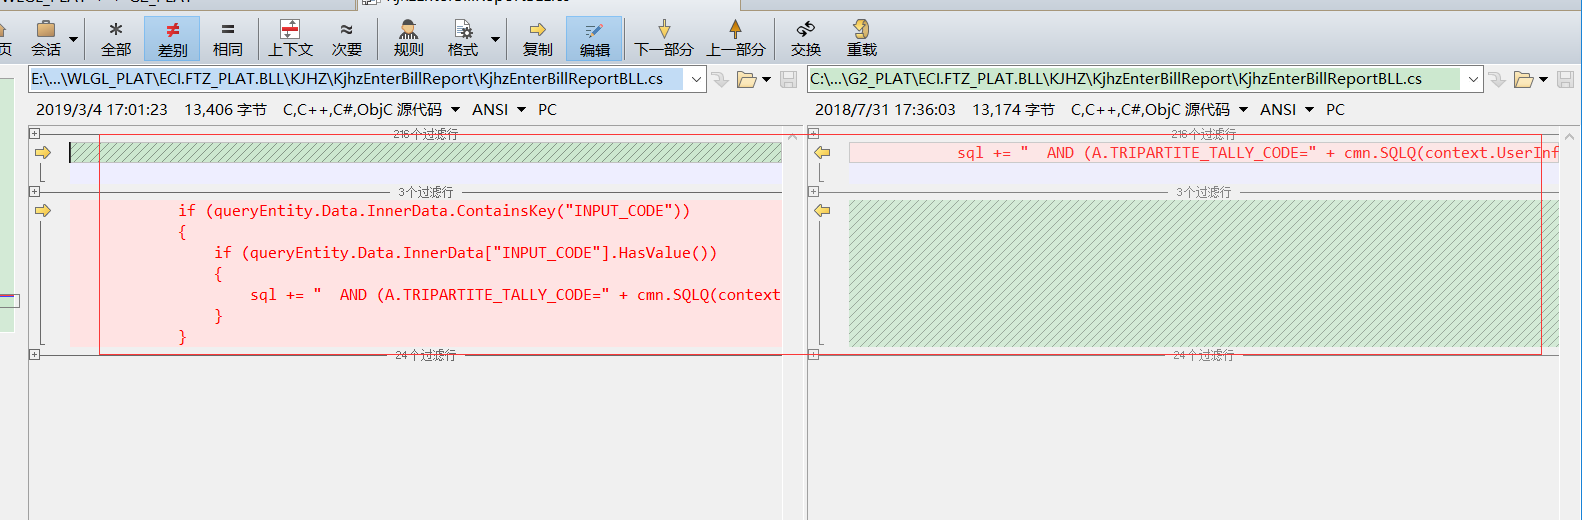 会话 全部 差别 相同 上下文 次要 规则 格式 复制 编辑 下一部分 上一部分 交换 重载
E:\...\WLGL_PLAT\ECI.FTZ_PLAT.BLL\KJHZ\KjhzEnterBillReport\KjhzEnterBillReportBLL.cs
C:\...\G2_PLAT\ECI.FTZ_PLAT.BLL\KJHZ\KjhzEnterBillReport\KjhzEnterBillReportBLL.cs
2019/3/4 17:01:23 13,406 字节 C,C++,C#,ObjC 源代码 ANSI PC
2018/7/31 17:36:03 13,174 字节 C,C++,C#,ObjC 源代码 ANSI PC
216个过滤行
216个过滤行
sql += "  AND (A.TRIPARTITE_TALLY_CODE=" + cmn.SQLQ(context.UserInf
3个过滤行
3个过滤行
if (queryEntity.Data.InnerData.ContainsKey("INPUT_CODE"))
{
if (queryEntity.Data.InnerData["INPUT_CODE"].HasValue())
{
sql += "  AND (A.TRIPARTITE_TALLY_CODE=" + cmn.SQLQ(context
}
}
24个过滤行
24个过滤行